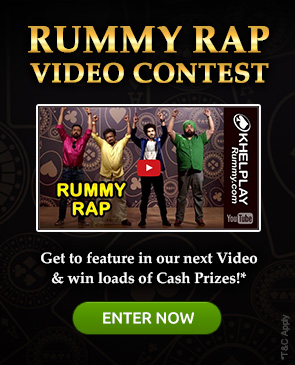 RUMMY RAP
VIDEO CONTEST
RUMMY
RAP
KHELPLAY
Rummy.com
YouTube
Get to feature in our next Video
& win loads of Cash Prizes!*
ENTER NOW
*T&C Apply